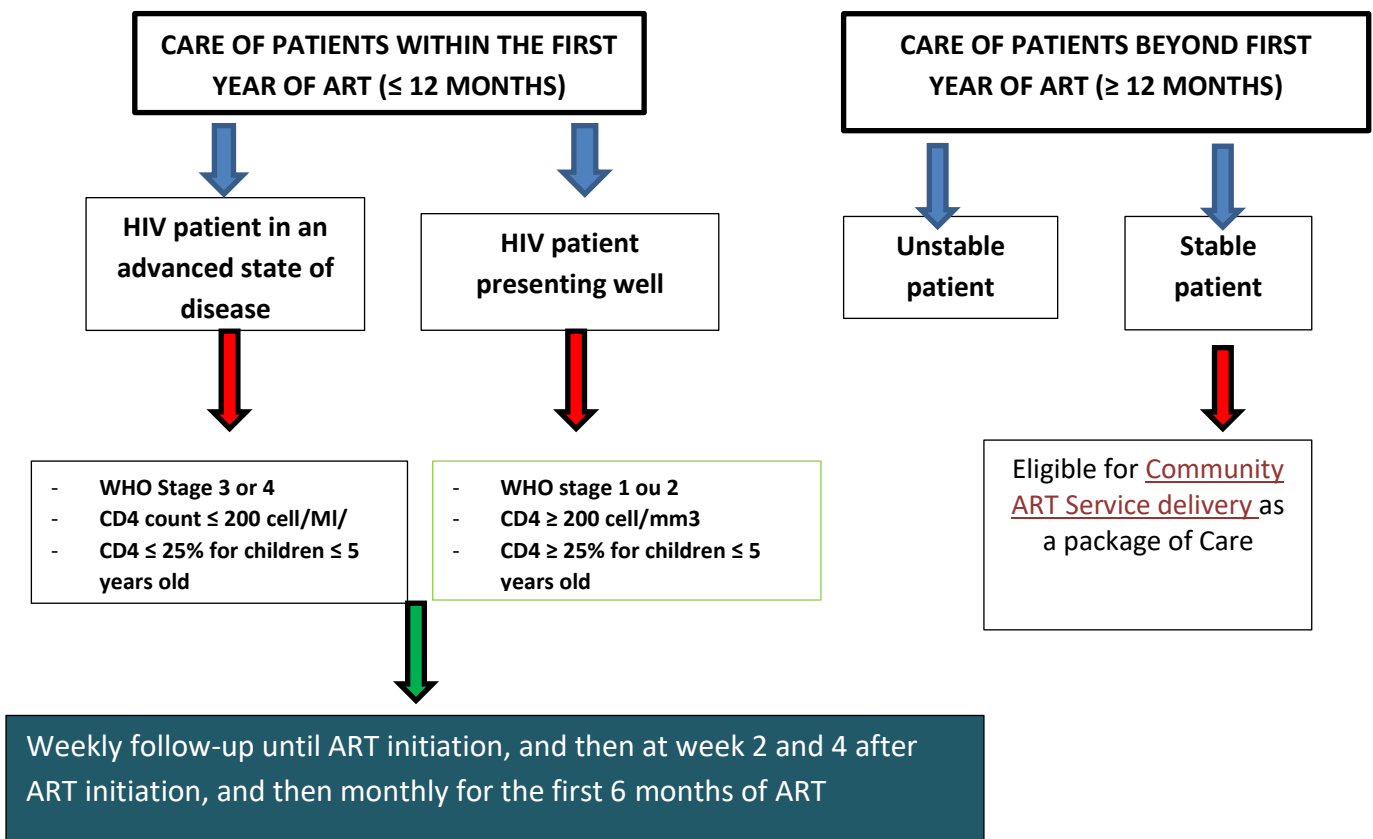 CARE OF PATIENTS WITHIN THE FIRST
YEAR OF ART (≤ 12 MONTHS)
CARE OF PATIENTS BEYOND FIRST
YEAR OF ART (≥ 12 MONTHS)
HIV patient in an
advanced state of
disease
HIV patient
presenting well
Unstable
patient
Stable
patient
- WHO Stage 3 or 4
- CD4 count ≤ 200 cell/Ml/
- CD4 ≤ 25% for children ≤ 5
years old
- WHO stage 1 ou 2
- CD4 ≥ 200 cell/mm3
- CD4 ≥ 25% for children ≤ 5
years old
Eligible for Community
ART Service delivery as
a package of Care
Weekly follow-up until ART initiation, and then at week 2 and 4 after
ART initiation, and then monthly for the first 6 months of ART